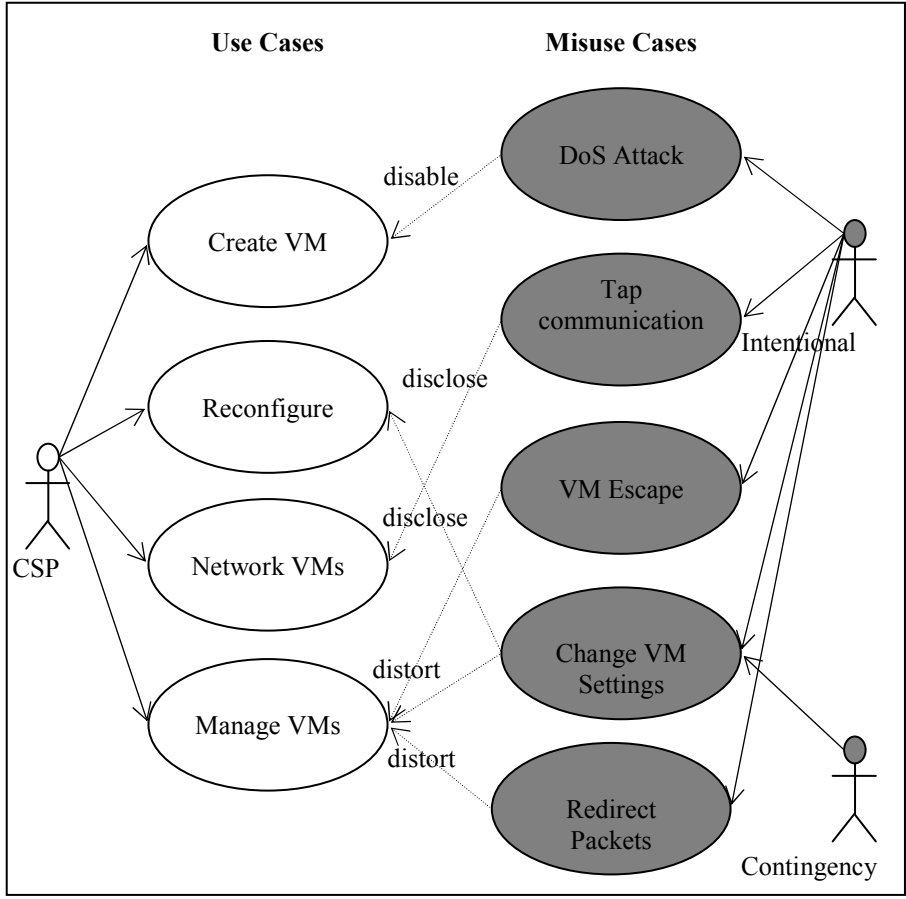 Use Cases
Misuse Cases
DoS Attack
disable
Create VM
Tap
communication
Intentional
disclose
Reconfigure
VM Escape
disclose
Network VMs
CSP
Change VM
Settings
distort
Manage VMs
distort
Redirect
Packets
Contingency